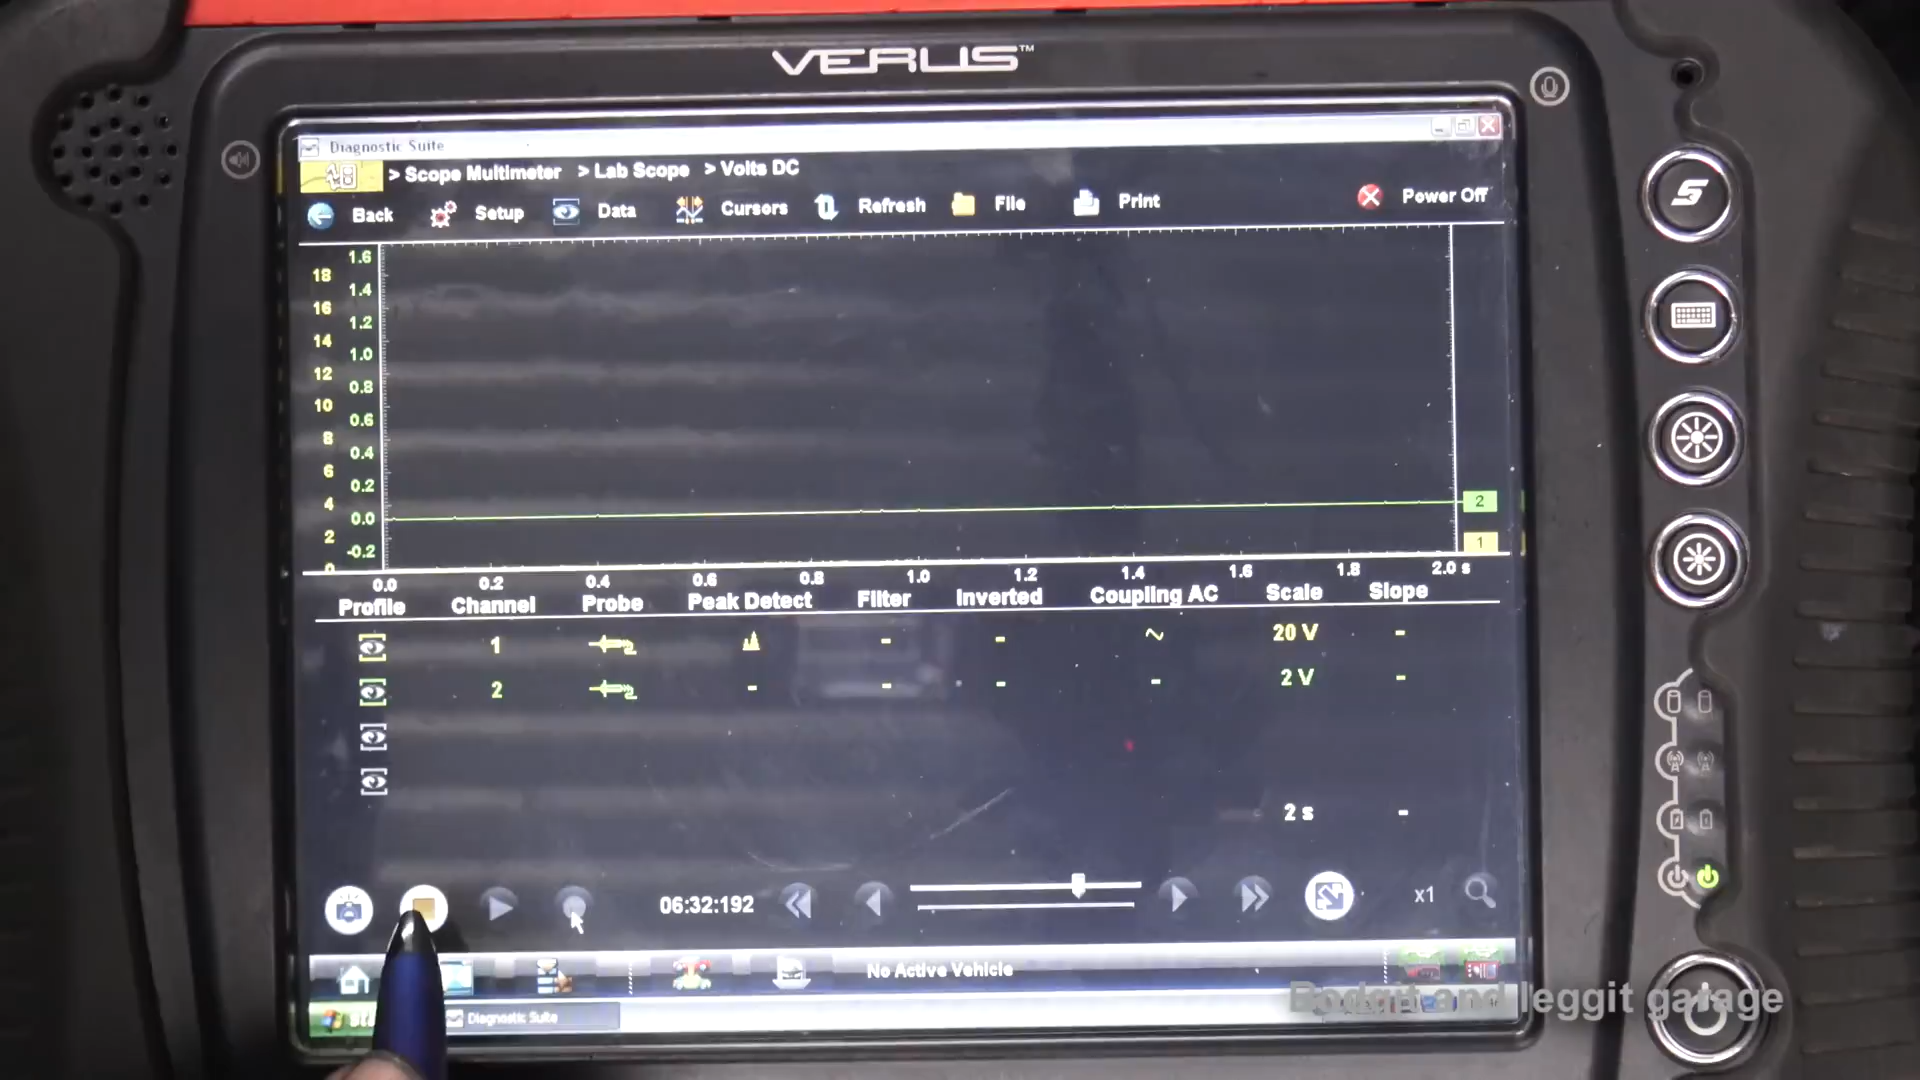 VERUS™
Diagnostic Suite
> Scope Multimeter > Lab Scope > Volts DC
Back Setup Data Cursors Refresh File Print Power Off
18 16 14 12 10 8 6 4 2 0
1.6 1.4 1.2 1.0 0.8 0.6 0.4 0.2 0.0 -0.2
2
1
0.0 0.2 0.4 0.6 0.8 1.0 1.2 1.4 1.6 1.8 2.0 s
Profile Channel Probe Peak Detect Filter Inverted Coupling AC Scale Slope
1 - - 20 V -
2 - - - - 2 V -
2 s -
06:32:192 x1
No Active Vehicle
Diagnostic Suite
Bodgit and leggit garage